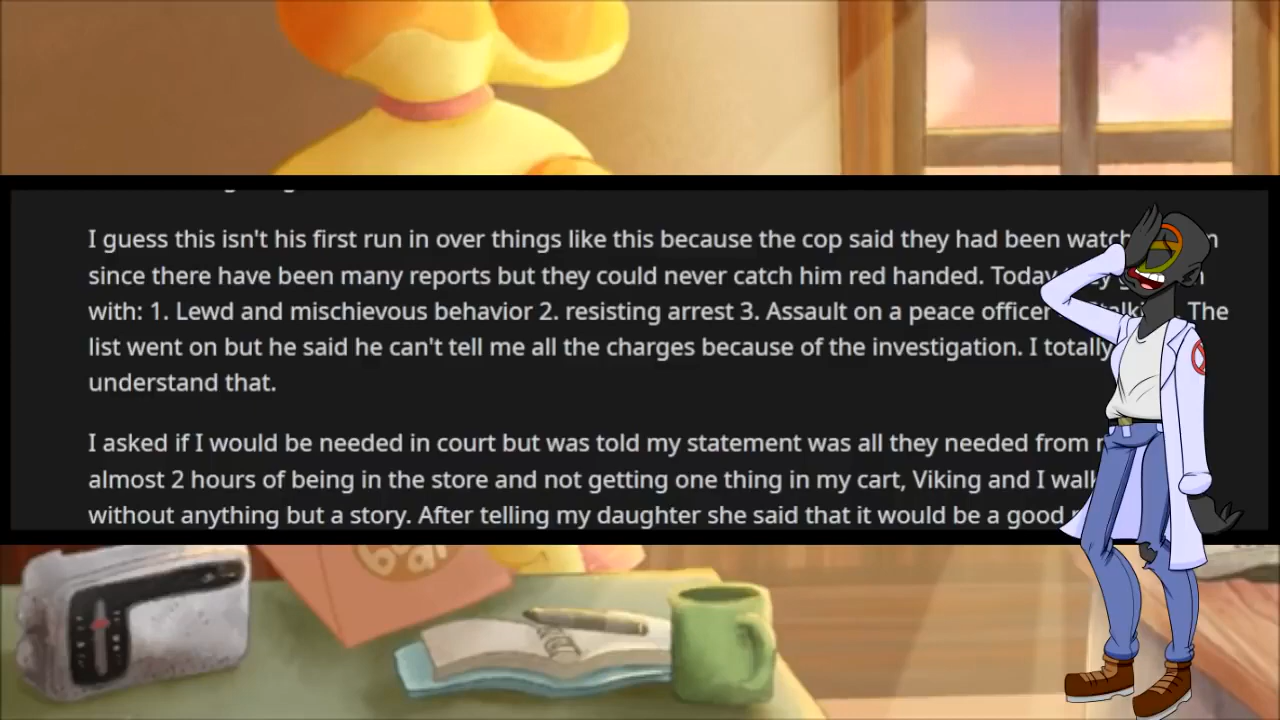 I guess this isn't his first run in over things like this because the cop said they had been
since there have been many reports but they could never catch him red handed. Today
with: 1. Lewd and mischievous behavior 2. resisting arrest 3. Assault on a peace officer The
list went on but he said he can't tell me all the charges because of the investigation. I totally
understand that.
I asked if I would be needed in court but was told my statement was all they needed from
almost 2 hours of being in the store and not getting one thing in my cart, Viking and I
without anything but a story. After telling my daughter she said that it would be a good